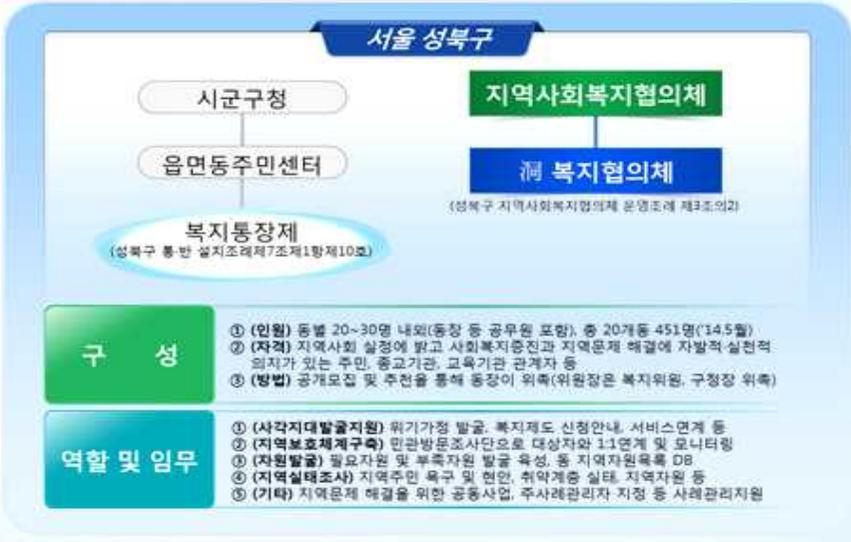 서울 성북구
시군구청
읍면동주민센터
복지통장제
(성북구 통·반 설치조례제7조제1항제10호)
지역사회복지협의체
洞 복지협의체
(성북구 지역사회복지협의체 운영조례 제3조의2)
구 성
① (인원) 동별 20~30명 내외(동장 등 공무원 포함), 총 20개동 451명('14.5월)
② (자격) 지역사회 실정에 밝고 사회복지증진과 지역문제 해결에 자발적·실천적
의지가 있는 주민, 종교기관, 교육기관 관계자 등
③ (방법) 공개모집 및 추천을 통해 동장이 위촉(위원장은 복지위원, 구청장 위촉)
역할 및 임무
① (사각지대발굴지원) 위기가정 발굴, 복지제도 신청안내, 서비스연계 등
② (지역보호체계구축) 민관방문조사단으로 대상자와 1:1연계 및 모니터링
③ (자원발굴) 필요자원 및 부족자원 발굴 육성, 동 지역자원목록 DB
④ (지역실태조사) 지역주민 욕구 및 현안, 취약계층 실태, 지역자원 등
⑤ (기타) 지역문제 해결을 위한 공동사업, 주사례관리자 지정 등 사례관리지원